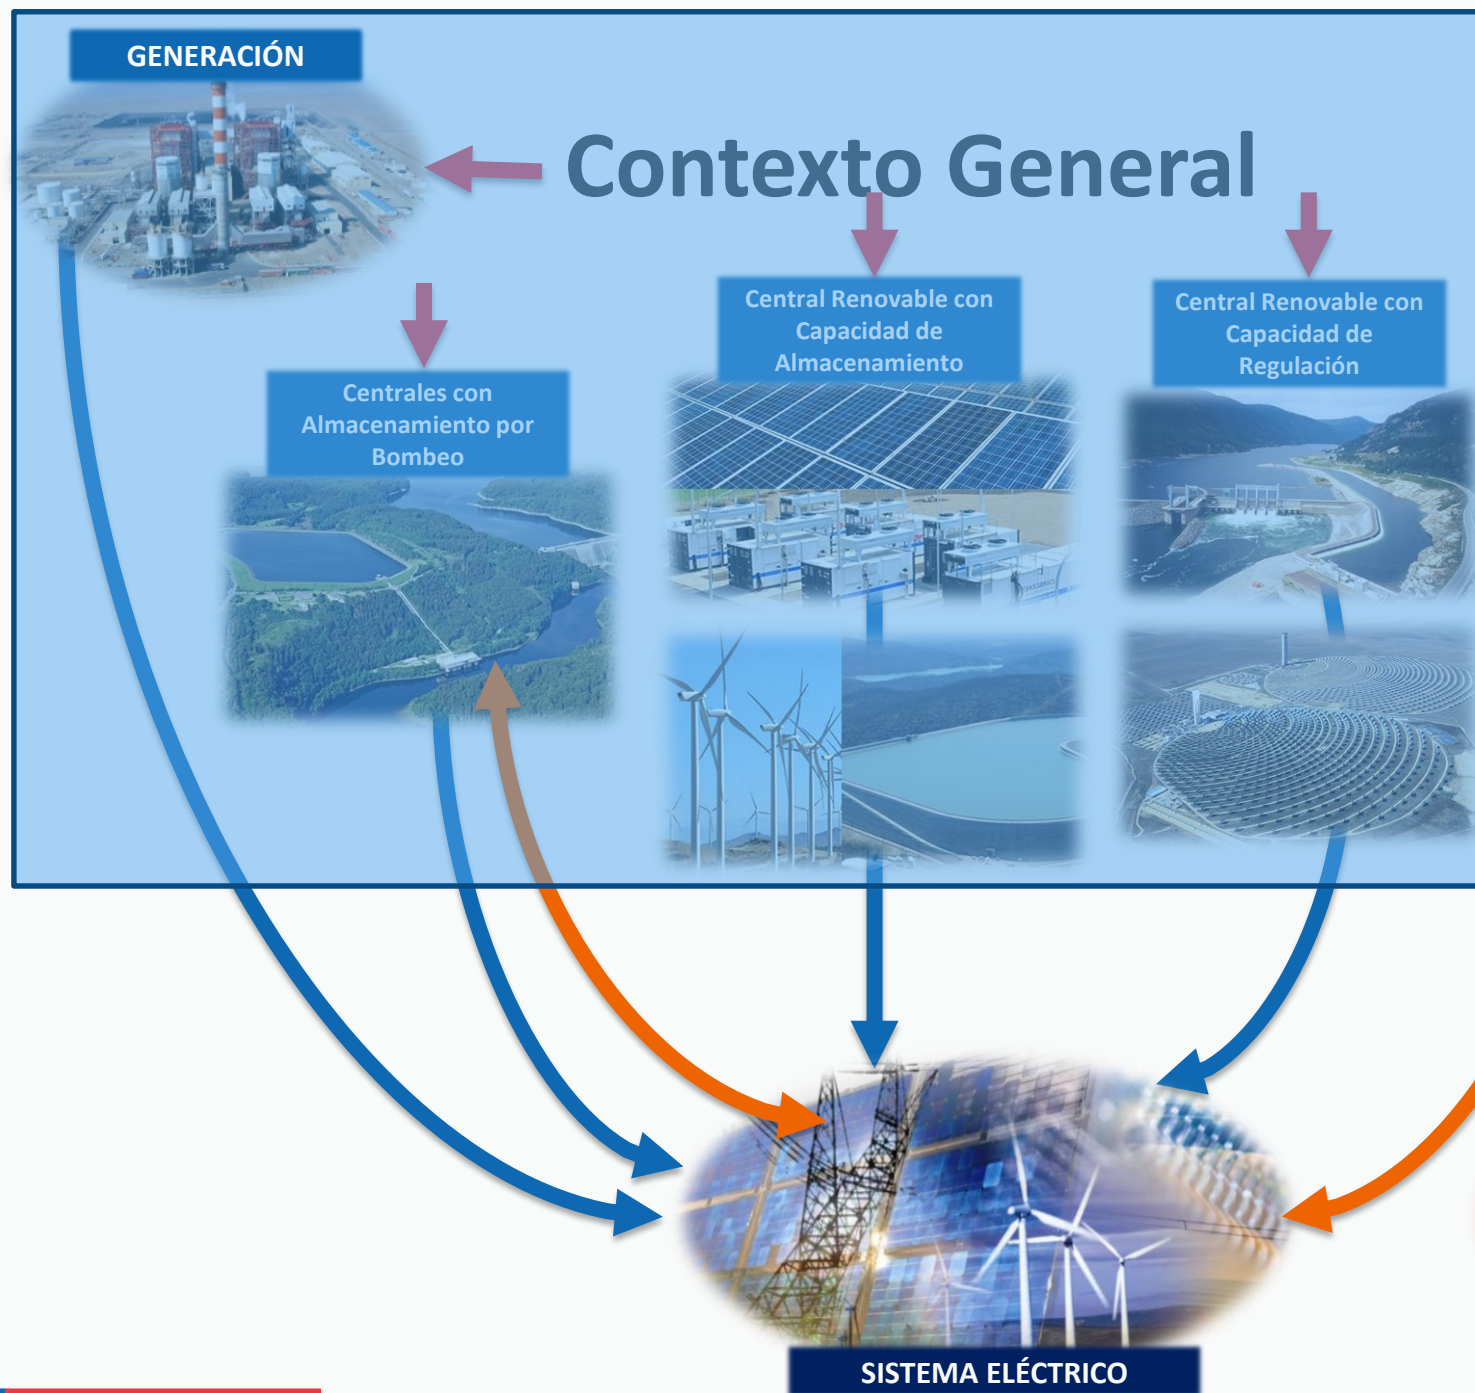 GENERACIÓN
Contexto General
Central Renovable con
Capacidad de
Almacenamiento
Central Renovable con
Capacidad de
Regulación
Centrales con
Almacenamiento por
Bombeo
SISTEMA ELÉCTRICO